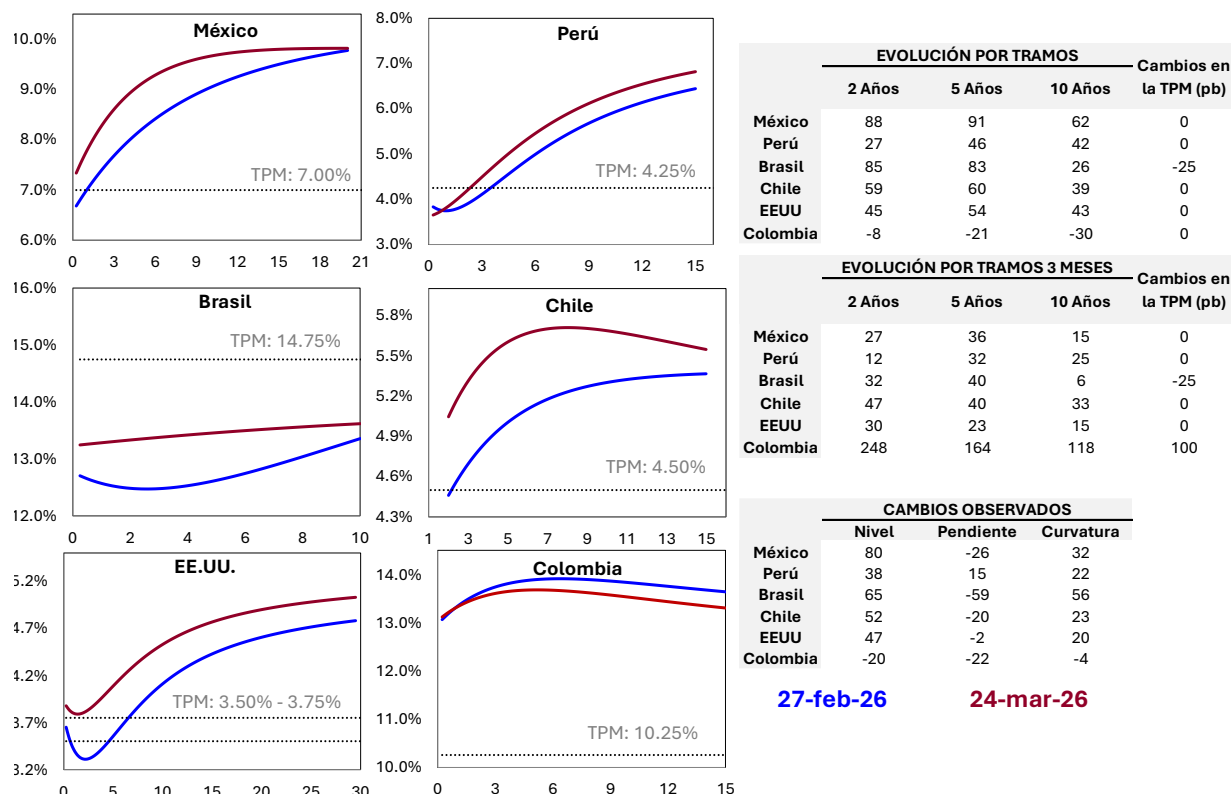 México
10.0%
9.0%
8.0%
7.0%
6.0%
TPM: 7.00%
0 3 6 9 12 15 18 21
Perú
8.0%
7.0%
6.0%
5.0%
4.0%
3.0%
TPM: 4.25%
0 3 6 9 12 15
Brasil
16.0%
15.0%
14.0%
13.0%
12.0%
TPM: 14.75%
0 2 4 6 8 10
Chile
5.8%
5.5%
5.2%
4.9%
4.6%
4.3%
TPM: 4.50%
1 3 5 7 9 11 13 15
EE.UU.
5.2%
4.7%
4.2%
3.7%
3.2%
TPM: 3.50% - 3.75%
0 5 10 15 20 25 30
Colombia
14.0%
13.0%
12.0%
11.0%
10.0%
TPM: 10.25%
0 3 6 9 12 15
EVOLUCIÓN POR TRAMOS Cambios en
2 Años 5 Años 10 Años la TPM (pb)
México 88 91 62 0
Perú 27 46 42 0
Brasil 85 83 26 -25
Chile 59 60 39 0
EEUU 45 54 43 0
Colombia -8 -21 -30 0
EVOLUCIÓN POR TRAMOS 3 MESES Cambios en
2 Años 5 Años 10 Años la TPM (pb)
México 27 36 15 0
Perú 12 32 25 0
Brasil 32 40 6 -25
Chile 47 40 33 0
EEUU 30 23 15 0
Colombia 248 164 118 100
CAMBIOS OBSERVADOS
Nivel Pendiente Curvatura
México 80 -26 32
Perú 38 15 22
Brasil 65 -59 56
Chile 52 -20 23
EEUU 47 -2 20
Colombia -20 -22 -4
27-feb-26 24-mar-26